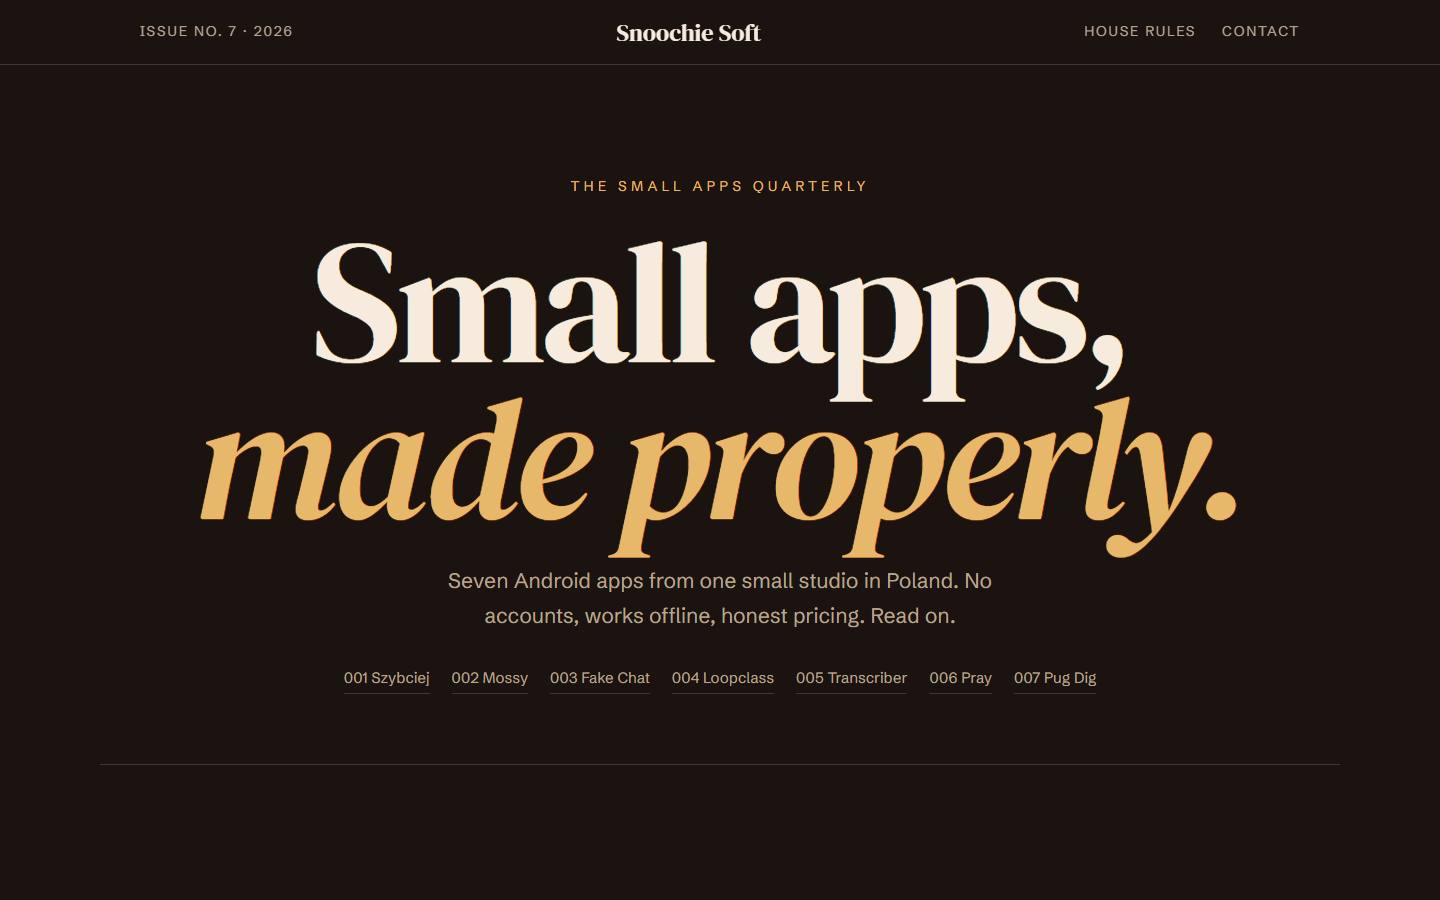 ISSUE NO. 7 · 2026
Snoochie Soft
HOUSE RULES
CONTACT
THE SMALL APPS QUARTERLY
Small apps,
made properly.
Seven Android apps from one small studio in Poland. No
accounts, works offline, honest pricing. Read on.
001 Szybciej
002 Mossy
003 Fake Chat
004 Loopclass
005 Transcriber
006 Pray
007 Pug Dig